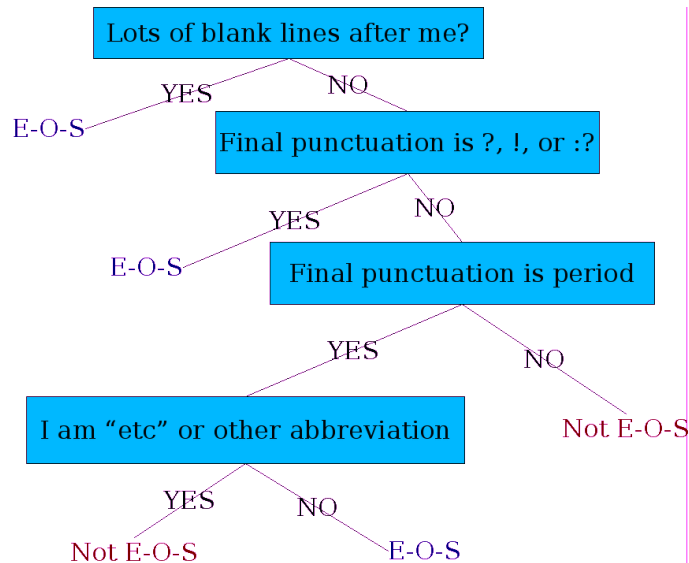 Lots of blank lines after me?
YES
NO
E-O-S
Final punctuation is ?, !, or :?
YES
NO
E-O-S
Final punctuation is period
YES
NO
I am “etc” or other abbreviation
Not E-O-S
YES
NO
Not E-O-S
E-O-S